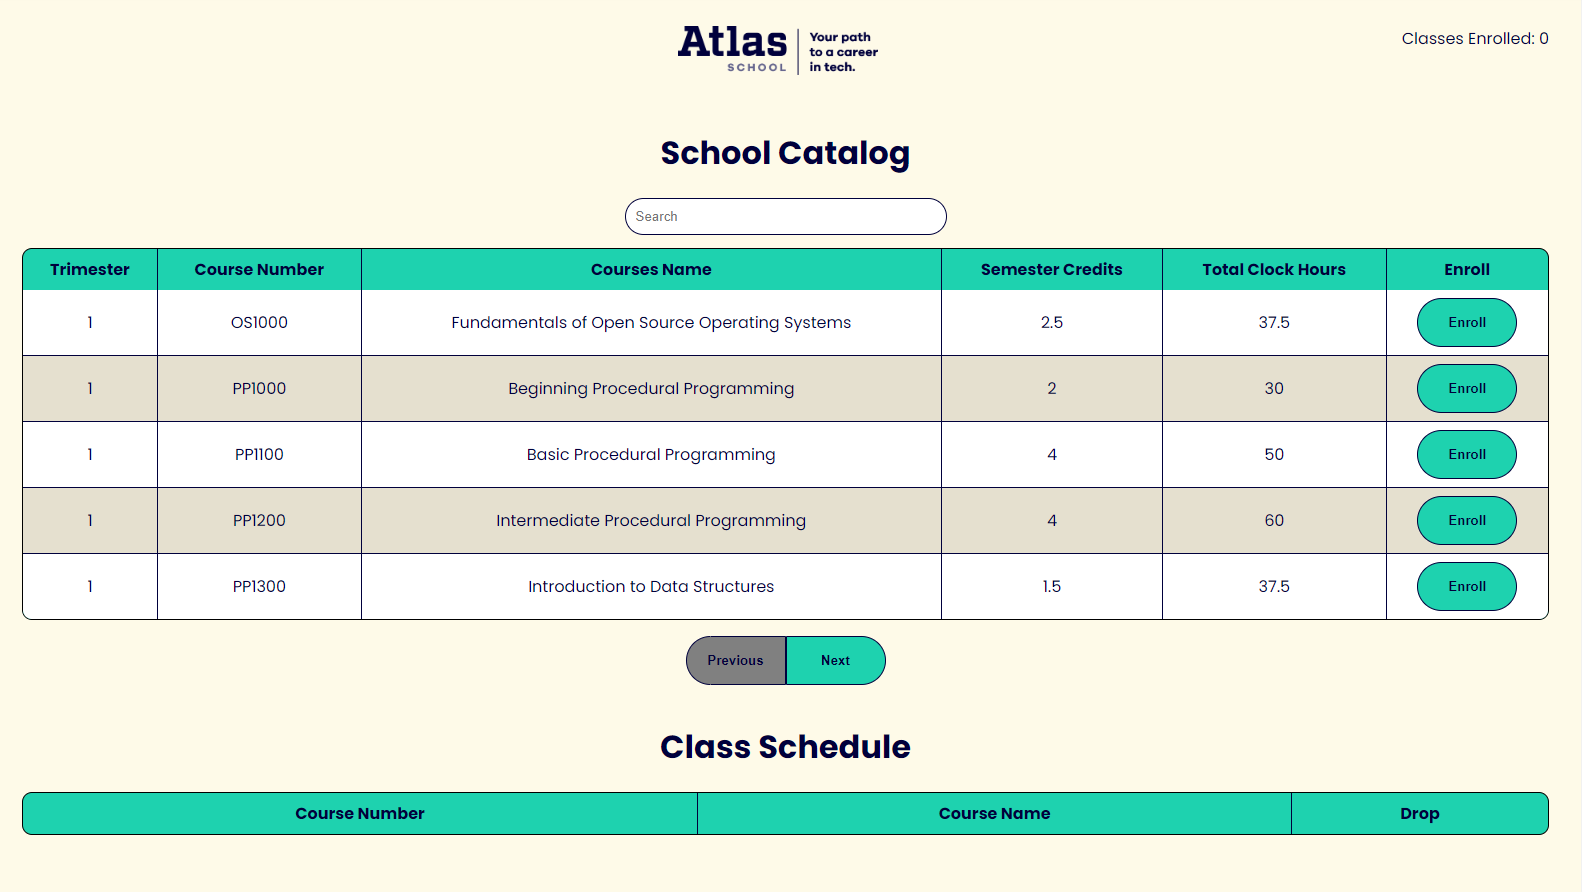 Atlas
SCHOOL
Your path
to a career
in tech.
Classes Enrolled: 0
School Catalog
Search
Trimester Course Number Courses Name Semester Credits Total Clock Hours Enroll
1 OS1000 Fundamentals of Open Source Operating Systems 2.5 37.5 Enroll
1 PP1000 Beginning Procedural Programming 2 30 Enroll
1 PP1100 Basic Procedural Programming 4 50 Enroll
1 PP1200 Intermediate Procedural Programming 4 60 Enroll
1 PP1300 Introduction to Data Structures 1.5 37.5 Enroll
Previous Next
Class Schedule
Course Number Course Name Drop